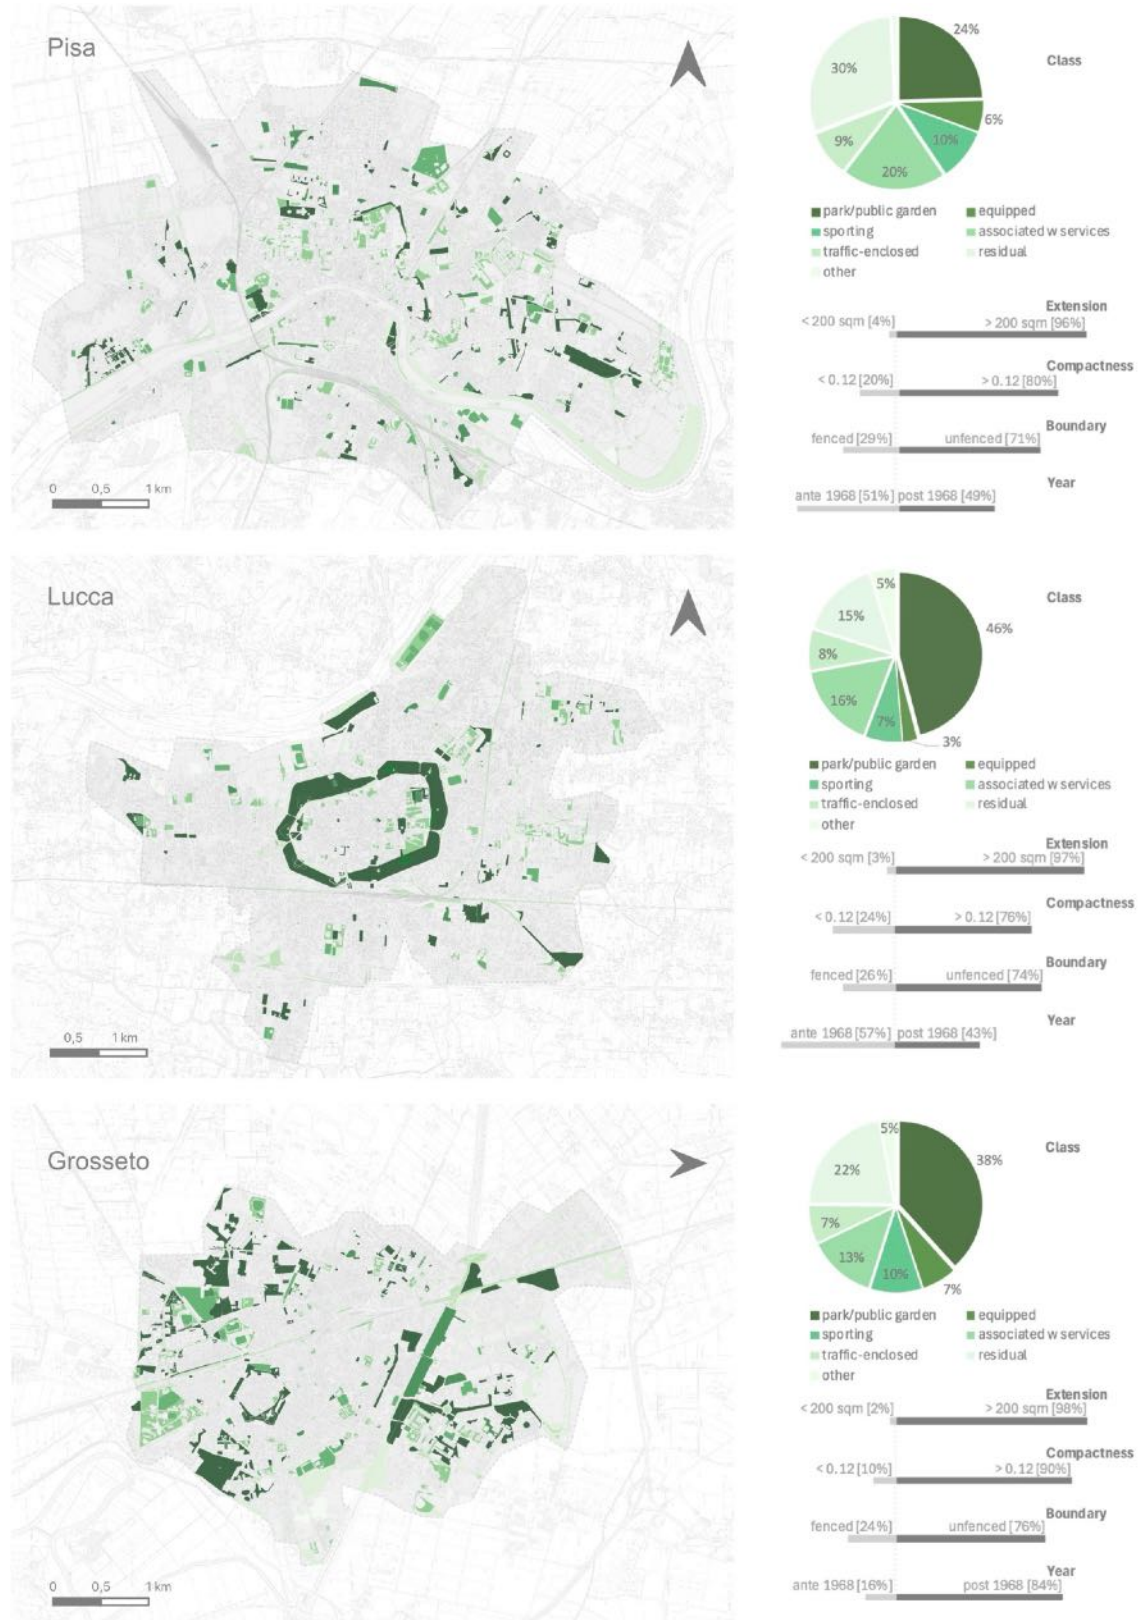 Pisa
24%
Class
30%
6%
9%
10%
20%
park/public garden equipped
sporting associated w services
traffic-enclosed residual
other
Extension
< 200 sqm [4%] > 200 sqm [96%]
Compactness
< 0.12 [20%] > 0.12 [80%]
Boundary
fenced [29%] unfenced [71%]
Year
ante 1968 [51%] post 1968 [49%]
0 0,5 1 km
Lucca
5%
Class
15%
46%
8%
16%
7%
3%
park/public garden equipped
sporting associated w services
traffic-enclosed residual
other
Extension
< 200 sqm [3%] > 200 sqm [97%]
Compactness
< 0.12 [24%] > 0.12 [76%]
Boundary
fenced [26%] unfenced [74%]
Year
ante 1968 [57%] post 1968 [43%]
0,5 1 km
Grosseto
5%
Class
38%
22%
7%
13%
10%
7%
park/public garden equipped
sporting associated w services
traffic-enclosed residual
other
Extension
< 200 sqm [2%] > 200 sqm [98%]
Compactness
< 0.12 [10%] > 0.12 [90%]
Boundary
fenced [24%] unfenced [76%]
Year
ante 1968 [16%] post 1968 [84%]
0 0,5 1 km